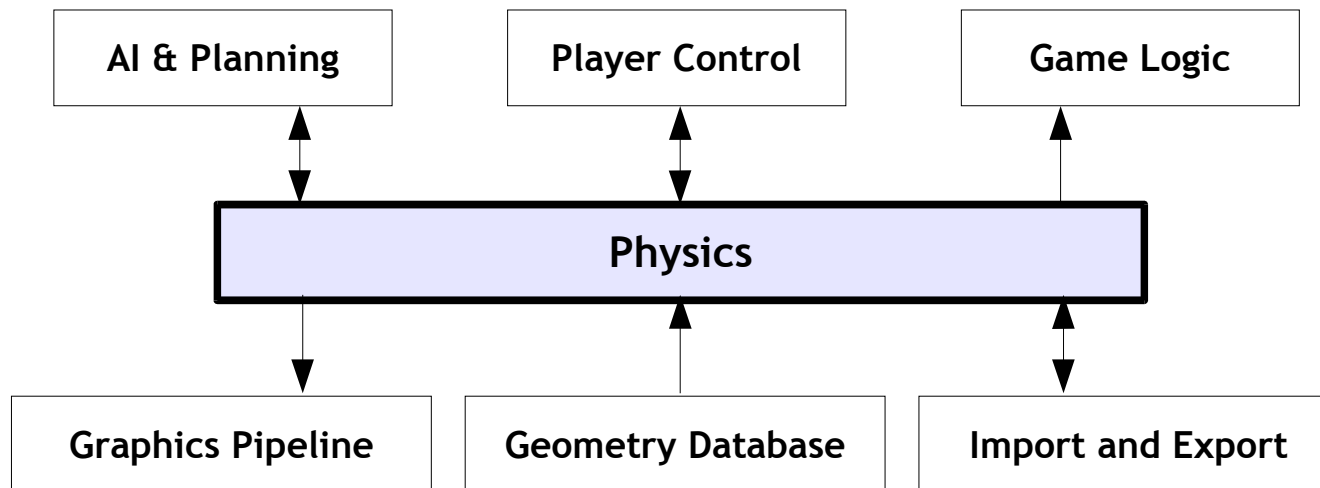 AI & Planning
Player Control
Game Logic
Physics
Graphics Pipeline
Geometry Database
Import and Export